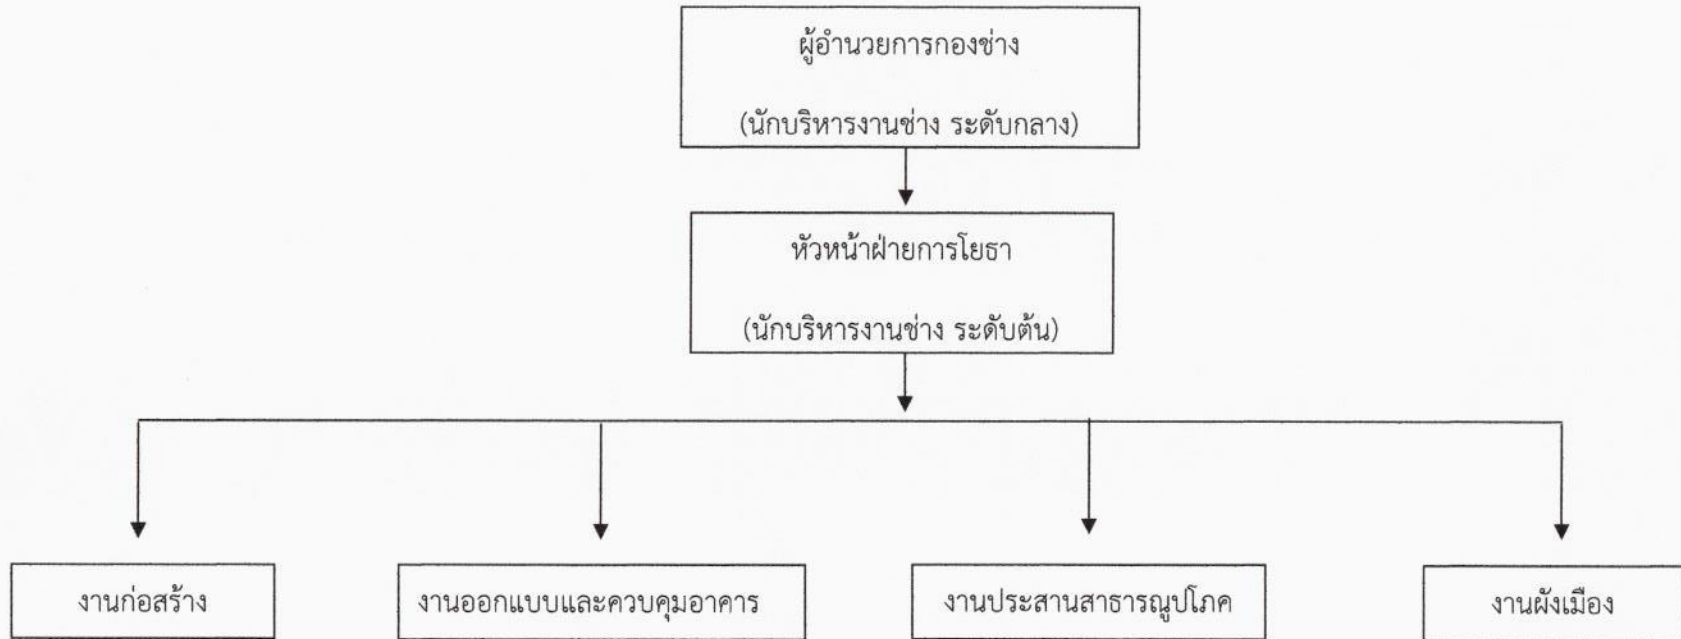 ผู้อำนวยการกองช่าง
(นักบริหารงานช่าง ระดับกลาง)
หัวหน้าฝ่ายการโยธา
(นักบริหารงานช่าง ระดับต้น)
งานก่อสร้าง
งานออกแบบและควบคุมอาคาร
งานประสานสาธารณูปโภค
งานผังเมือง